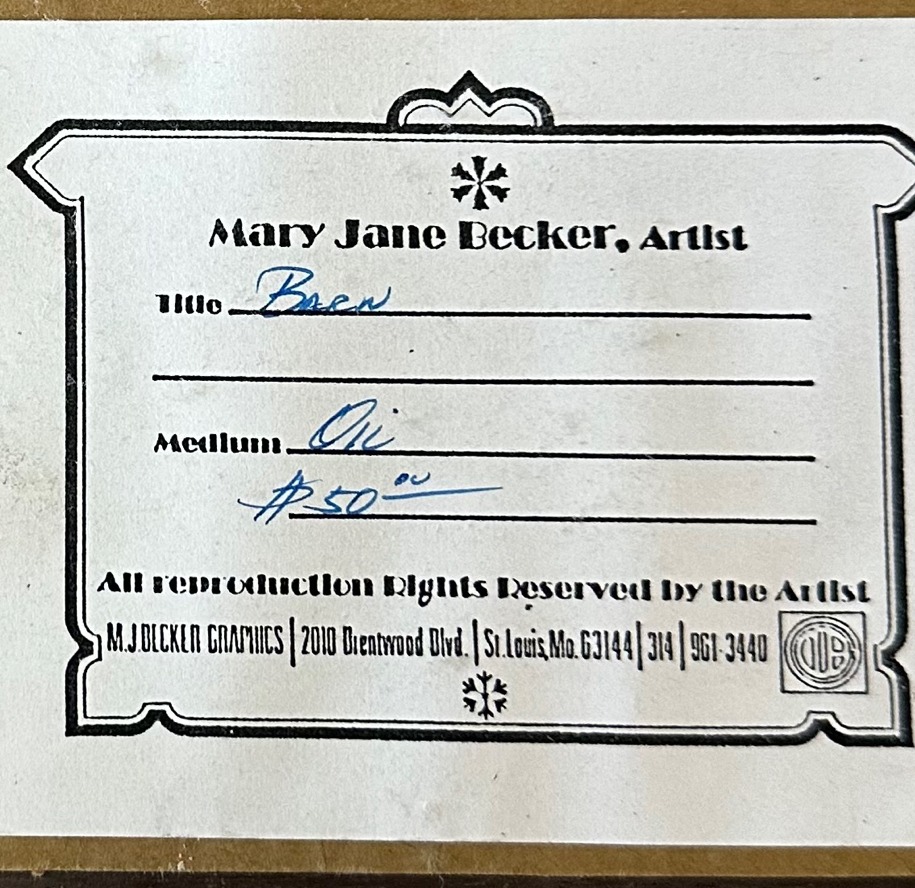 Mary Jane Becker, Artist
Title Barn
Medium Oil
$50 00
All reproduction Rights Reserved by the Artist
M.J.BECKER GRAPHICS | 2010 Brentwood Blvd. | St. Louis, Mo. 63144 | 314 | 961-3440